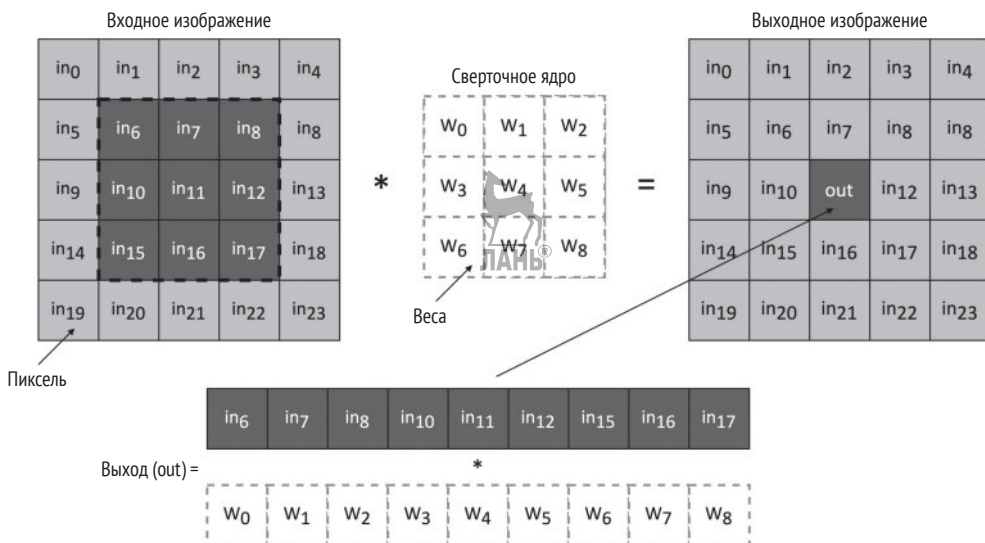 Входное изображение
Выходное изображение
Сверточное ядро
in0 in1 in2 in3 in4
in5 in6 in7 in8 in8
in9 in10 in11 in12 in13
in14 in15 in16 in17 in18
in19 in20 in21 in22 in23
*
W0 W1 W2
W3 W4 W5
W6 W7 W8
ЛАНЬ®
=
in0 in1 in2 in3 in4
in5 in6 in7 in8 in8
in9 in10 out in12 in13
in14 in15 in16 in17 in18
in19 in20 in21 in22 in23
Веса
Пиксель
in6 in7 in8 in10 in11 in12 in15 in16 in17
Выход (out) =
*
W0 W1 W2 W3 W4 W5 W6 W7 W8